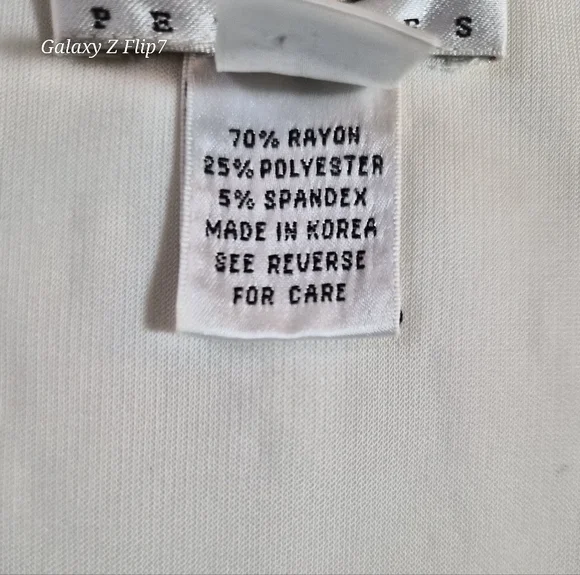 Galaxy Z Flip7
70% RAYON
25% POLYESTER
5% SPANDEX
MADE IN KOREA
SEE REVERSE
FOR CARE